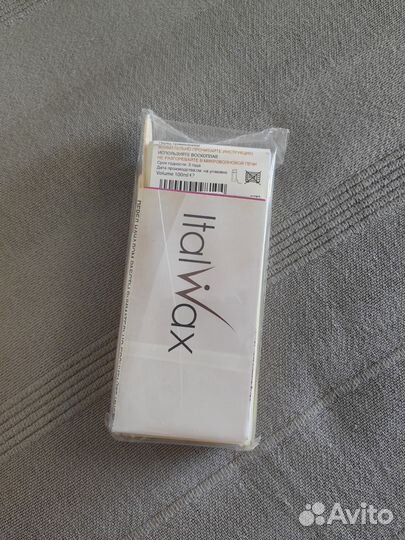 ВНИМАТЕЛЬНО ПРОЧИТАЙТЕ ИНСТРУКЦИЮ
ИСПОЛЬЗУЙТЕ ВОСКОПЛАВ
НЕ РАЗОГРЕВАЙТЕ В МИКРОВОЛНОВОЙ ПЕЧИ
Срок годности: 3 года
Дата производства:см. на упаковке
Volume 100ml ℮
ItalWax
Avito